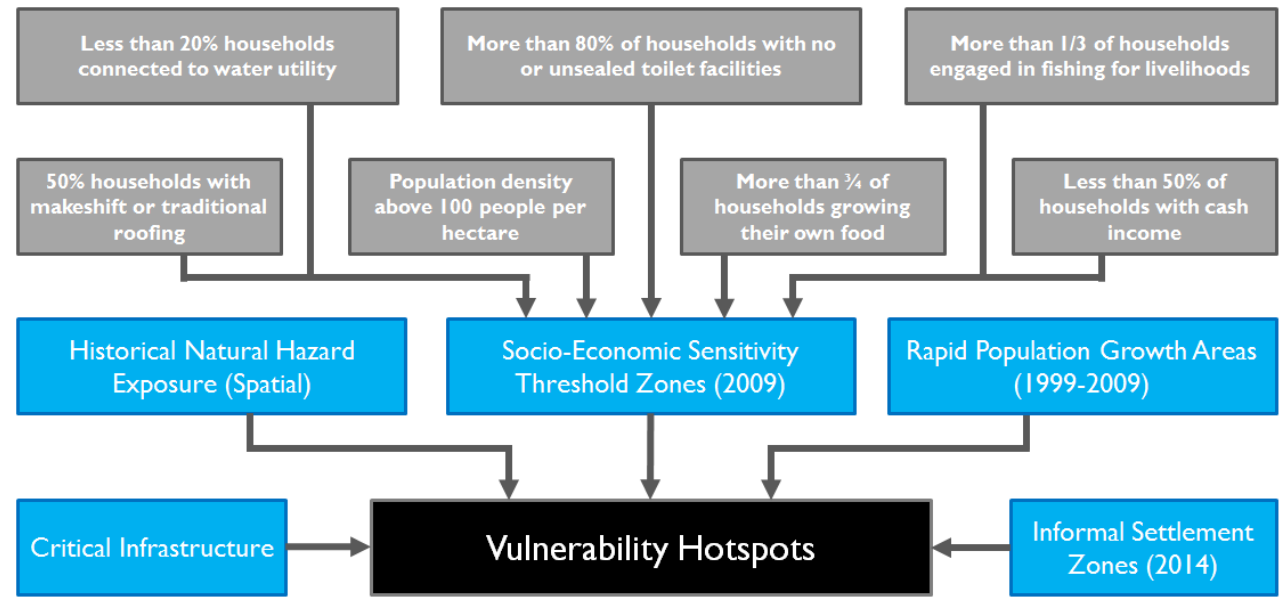 Less than 20% households
connected to water utility
More than 80% of households with no
or unsealed toilet facilities
More than 1/3 of households
engaged in fishing for livelihoods
50% households with
makeshift or traditional
roofing
Population density
above 100 people per
hectare
More than ¾ of
households growing
their own food
Less than 50% of
households with cash
income
Historical Natural Hazard
Exposure (Spatial)
Socio-Economic Sensitivity
Threshold Zones (2009)
Rapid Population Growth Areas
(1999-2009)
Critical Infrastructure
Vulnerability Hotspots
Informal Settlement
Zones (2014)